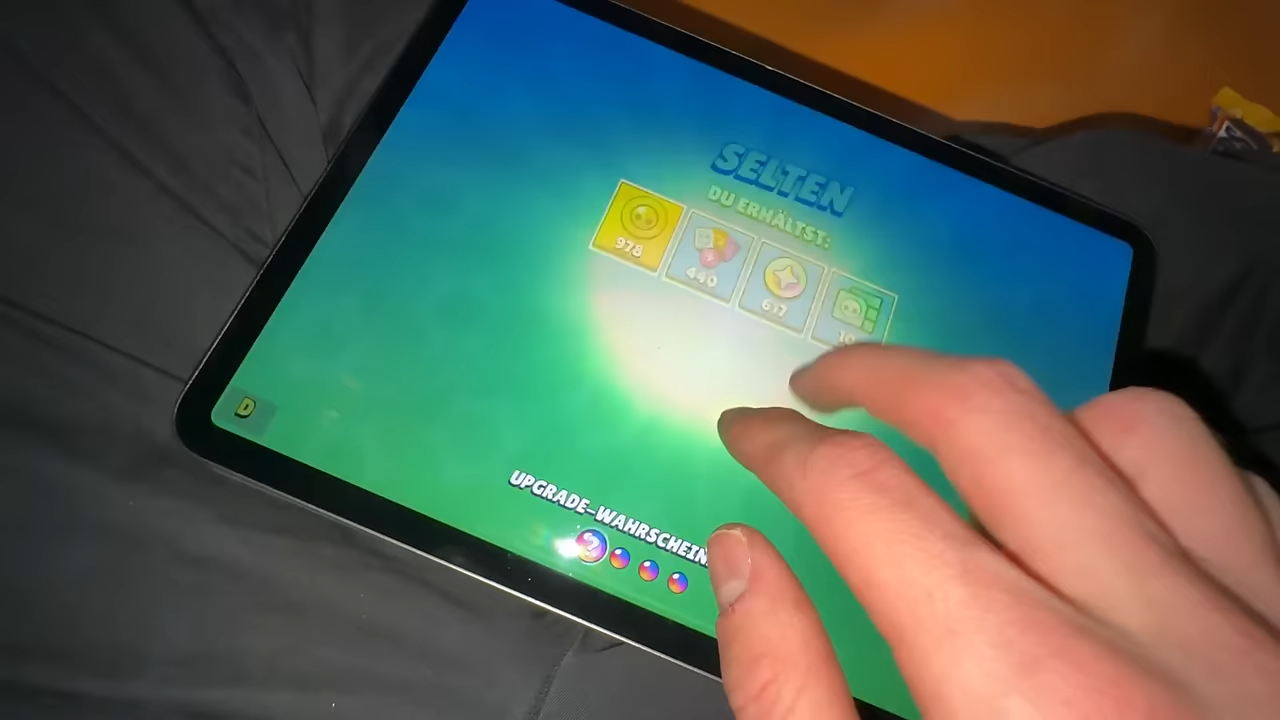 SELTEN
DU ERHÄLTST:
978
440
617
D
UPGRADE-WAHRSCHEIN